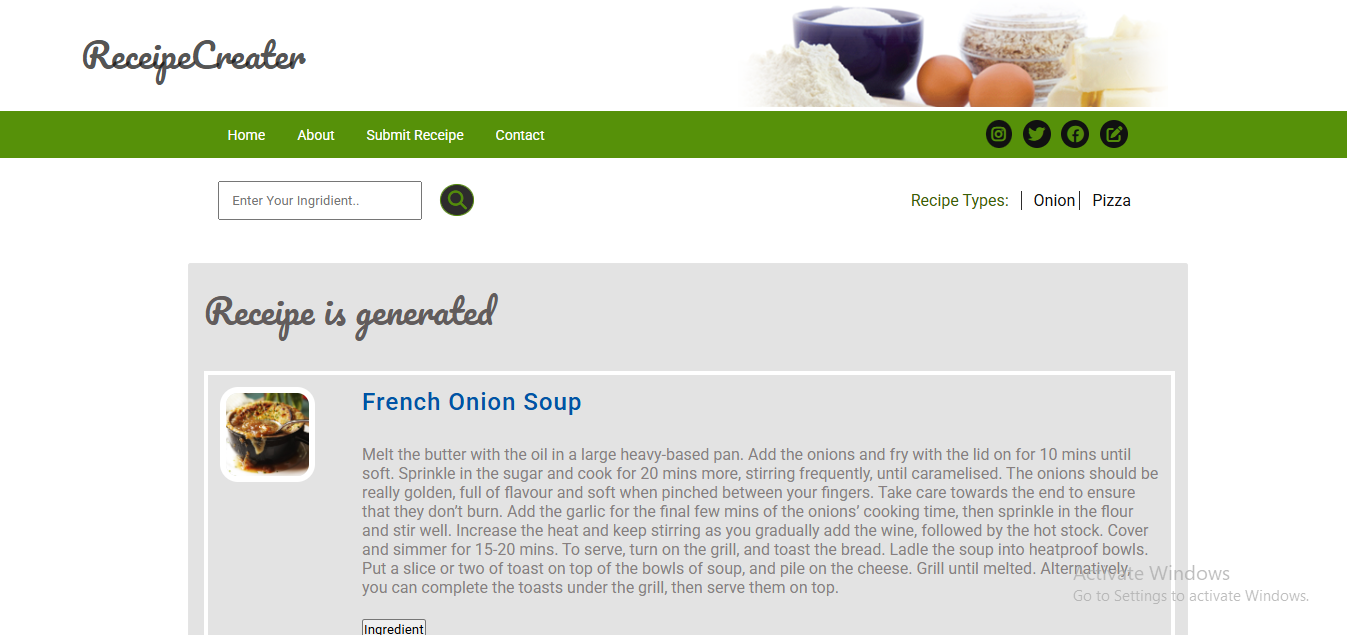 ReceipeCreater
Home About Submit Receipe Contact
Enter Your Ingridient..
Recipe Types: Onion Pizza
Receipe is generated
French Onion Soup
Melt the butter with the oil in a large heavy-based pan. Add the onions and fry with the lid on for 10 mins until
soft. Sprinkle in the sugar and cook for 20 mins more, stirring frequently, until caramelised. The onions should be
really golden, full of flavour and soft when pinched between your fingers. Take care towards the end to ensure
that they don’t burn. Add the garlic for the final few mins of the onions’ cooking time, then sprinkle in the flour
and stir well. Increase the heat and keep stirring as you gradually add the wine, followed by the hot stock. Cover
and simmer for 15-20 mins. To serve, turn on the grill, and toast the bread. Ladle the soup into heatproof bowls.
Put a slice or two of toast on top of the bowls of soup, and pile on the cheese. Grill until melted. Alternatively,
you can complete the toasts under the grill, then serve them on top.
Activate Windows
Go to Settings to activate Windows.
Ingredient